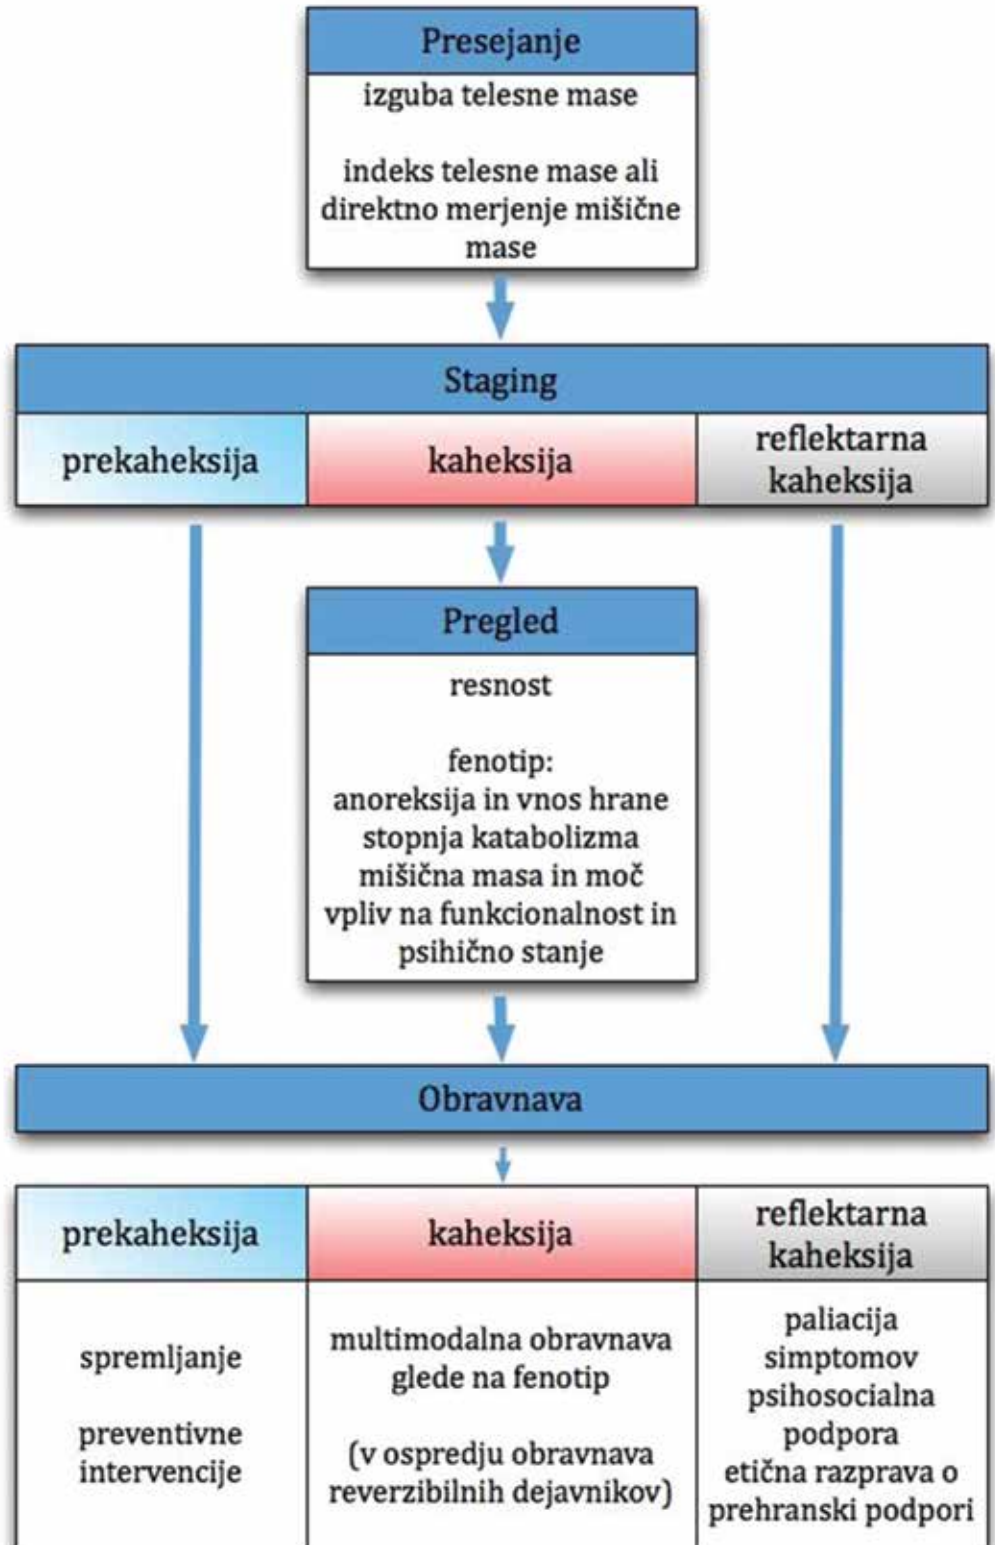 Presejanje
izguba telesne mase
indeks telesne mase ali
direktno merjenje mišične
mase
Staging
prekaheksija
kaheksija
reflektarna
kaheksija
Pregled
resnost
fenotip:
anoreksija in vnos hrane
stopnja katabolizma
mišična masa in moč
vpliv na funkcionalnost in
psihično stanje
Obravnava
prekaheksija
kaheksija
reflektarna
kaheksija
spremljanje
preventivne
intervencije
multimodalna obravnava
glede na fenotip
(v ospredju obravnava
reverzibilnih dejavnikov)
paliacija
simptomov
psihosocialna
podpora
etična razprava o
prehranski podpori